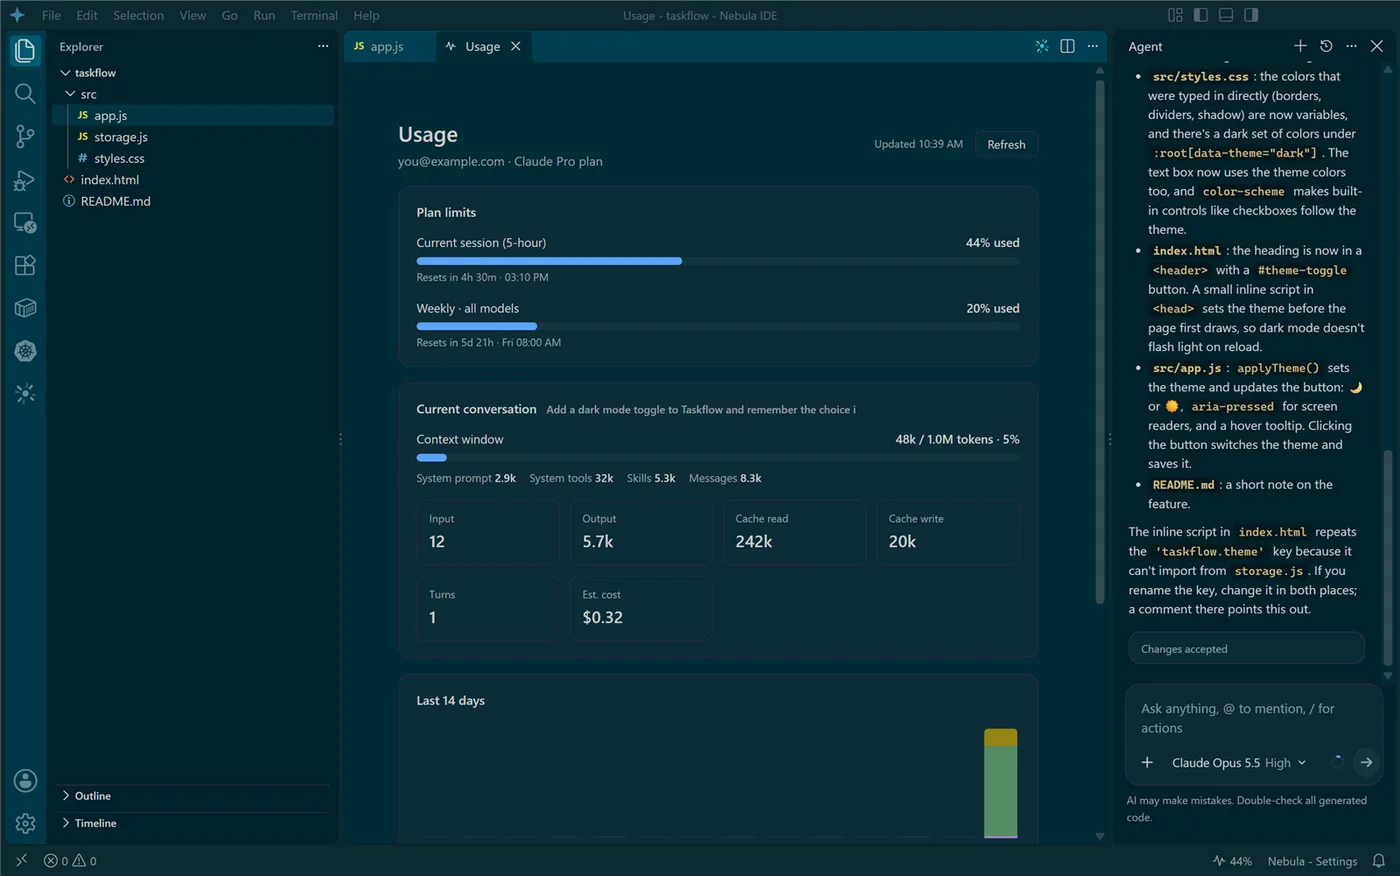 File Edit Selection View Go Run Terminal Help
Usage - taskflow - Nebula IDE
Explorer
taskflow
src
JS app.js
JS storage.js
# styles.css
<> index.html
README.md
Outline
Timeline
JS app.js
Usage
Usage
you@example.com · Claude Pro plan
Updated 10:39 AM
Refresh
Plan limits
Current session (5-hour) 44% used
Resets in 4h 30m · 03:10 PM
Weekly · all models 20% used
Resets in 5d 21h · Fri 08:00 AM
Current conversation Add a dark mode toggle to Taskflow and remember the choice i
Context window 48k / 1.0M tokens · 5%
System prompt 2.9k System tools 32k Skills 5.3k Messages 8.3k
Input
12
Output
5.7k
Cache read
242k
Cache write
20k
Turns
1
Est. cost
$0.32
Last 14 days
Agent
• src/styles.css : the colors that
were typed in directly (borders,
dividers, shadow) are now variables,
and there's a dark set of colors under
:root[data-theme="dark"] . The
text box now uses the theme colors
too, and color-scheme makes built-
in controls like checkboxes follow the
theme.
• index.html : the heading is now in a
<header> with a #theme-toggle
button. A small inline script in
<head> sets the theme before the
page first draws, so dark mode doesn't
flash light on reload.
• src/app.js : applyTheme() sets
the theme and updates the button: 🌙
or ☀️, aria-pressed for screen
readers, and a hover tooltip. Clicking
the button switches the theme and
saves it.
• README.md : a short note on the
feature.
The inline script in index.html repeats
the 'taskflow.theme' key because it
can't import from storage.js . If you
rename the key, change it in both places;
a comment there points this out.
Changes accepted
Ask anything, @ to mention, / for
actions
Claude Opus 5.5 High
AI may make mistakes. Double-check all generated
code.
0 0
44% Nebula - Settings